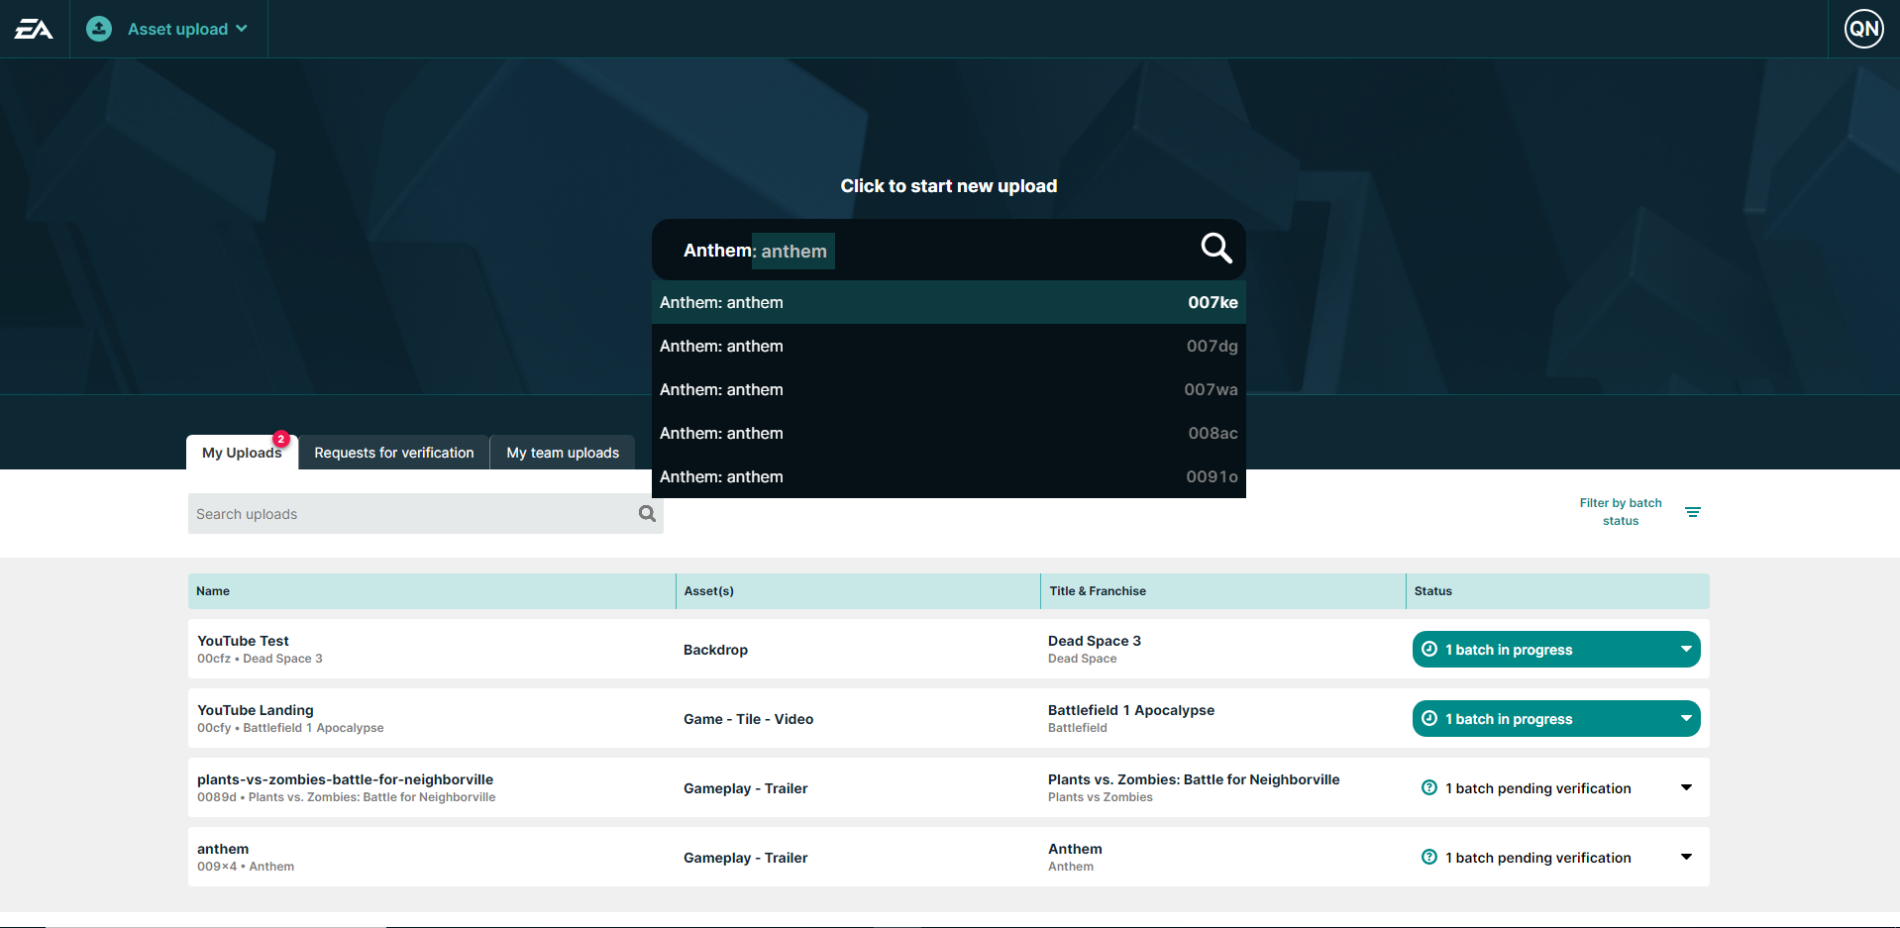 EA
Asset upload
QN
Click to start new upload
Anthem: anthem
Anthem: anthem 007ke
Anthem: anthem 007dg
Anthem: anthem 007wa
Anthem: anthem 008ac
Anthem: anthem 0091o
My Uploads 2
Requests for verification
My team uploads
Search uploads
Filter by batch
status
Name Asset(s) Title & Franchise Status
YouTube Test
00cfz • Dead Space 3
Backdrop
Dead Space 3
Dead Space
1 batch in progress
YouTube Landing
00cfy • Battlefield 1 Apocalypse
Game - Tile - Video
Battlefield 1 Apocalypse
Battlefield
1 batch in progress
plants-vs-zombies-battle-for-neighborville
0089d • Plants vs. Zombies: Battle for Neighborville
Gameplay - Trailer
Plants vs. Zombies: Battle for Neighborville
Plants vs Zombies
1 batch pending verification
anthem
009×4 • Anthem
Gameplay - Trailer
Anthem
Anthem
1 batch pending verification